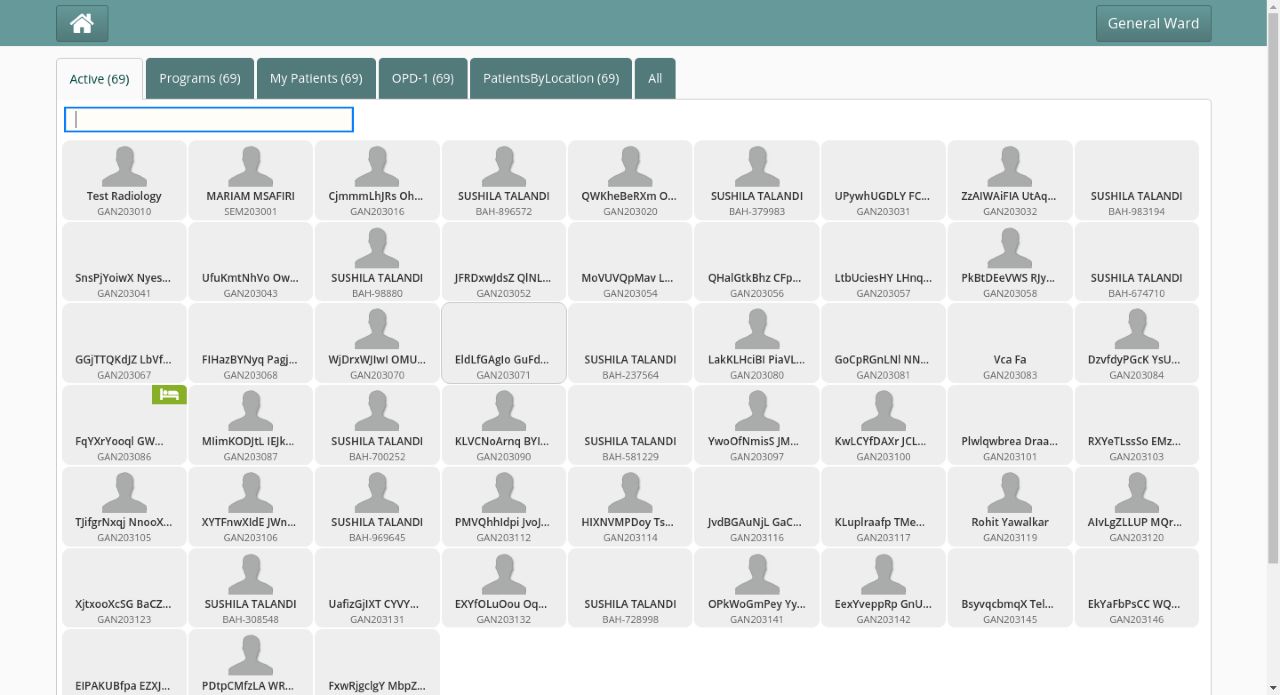 General Ward
Active (69)
Programs (69)
My Patients (69)
OPD-1 (69)
PatientsByLocation (69)
All
Test Radiology
GAN203010
MARIAM MSAFIRI
SEM203001
CjmmmLhJRs Oh...
GAN203016
SUSHILA TALANDI
BAH-896572
QWKheBeRXm O...
GAN203020
SUSHILA TALANDI
BAH-379983
UPywhUGDLY FC...
GAN203031
ZzAIWAiFIA UtAq...
GAN203032
SUSHILA TALANDI
BAH-983194
SnsPjYoiwX Nyes...
GAN203041
UfuKmtNhVo Ow...
GAN203043
SUSHILA TALANDI
BAH-98880
JFRDxwJdsZ QlNL...
GAN203052
MoVUVQpMav L...
GAN203054
QHalGtkBhz CFp...
GAN203056
LtbUciesHY LHnq...
GAN203057
PkBtDEeVWS RJy...
GAN203058
SUSHILA TALANDI
BAH-674710
GGjTTQKdJZ LbVf...
GAN203067
FIHazBYNyq Pagj...
GAN203068
WjDrxWJIwI OMU...
GAN203070
EldLfGAgIo GuFd...
GAN203071
SUSHILA TALANDI
BAH-237564
LakKLHciBI PiaVL...
GAN203080
GoCpRGnLNl NN...
GAN203081
Vca Fa
GAN203083
DzvfdyPGcK YsU...
GAN203084
FqYXrYooql GW...
GAN203086
MIimKODJtL IEJk...
GAN203087
SUSHILA TALANDI
BAH-700252
KLVCNoArnq BYI...
GAN203090
SUSHILA TALANDI
BAH-581229
YwoOfNmisS JM...
GAN203097
KwLCYfDAXr JCL...
GAN203100
Plwlqwbrea Draa...
GAN203101
RXYeTLssSo EMz...
GAN203103
TJifgrNxqj NnooX...
GAN203105
XYTFnwXIdE JWn...
GAN203106
SUSHILA TALANDI
BAH-969645
PMVQhhIdpi JvoJ...
GAN203112
HIXNVMPDoy Ts...
GAN203114
JvdBGAuNjL GaC...
GAN203116
KLuplraafp TMe...
GAN203117
Rohit Yawalkar
GAN203119
AIvLgZLLUP MQr...
GAN203120
XjtxooXcSG BaCZ...
GAN203123
SUSHILA TALANDI
BAH-308548
UafizGjIXT CYVY...
GAN203131
EXYfOLuOou Oq...
GAN203132
SUSHILA TALANDI
BAH-728998
OPkWoGmPey Yy...
GAN203141
EexYveppRp GnU...
GAN203142
BsyvqcbmqX Tel...
GAN203145
EkYaFbPsCC WQ...
GAN203146
EIPAKUBfpa EZXJ...
PDtpCMfzLA WR...
FxwRjgclgY MbpZ...